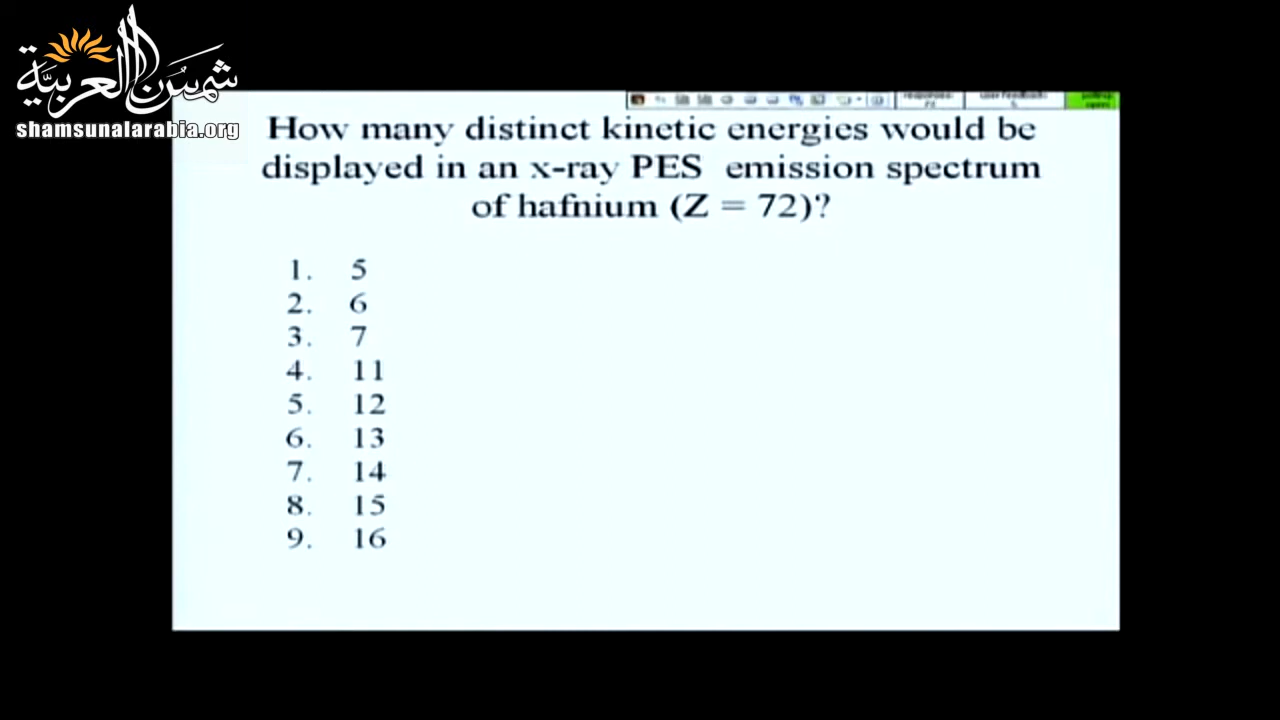 شمس العربية
shamsunalarabia.org
How many distinct kinetic energies would be
displayed in an x-ray PES emission spectrum
of hafnium (Z = 72)?
1. 5
2. 6
3. 7
4. 11
5. 12
6. 13
7. 14
8. 15
9. 16